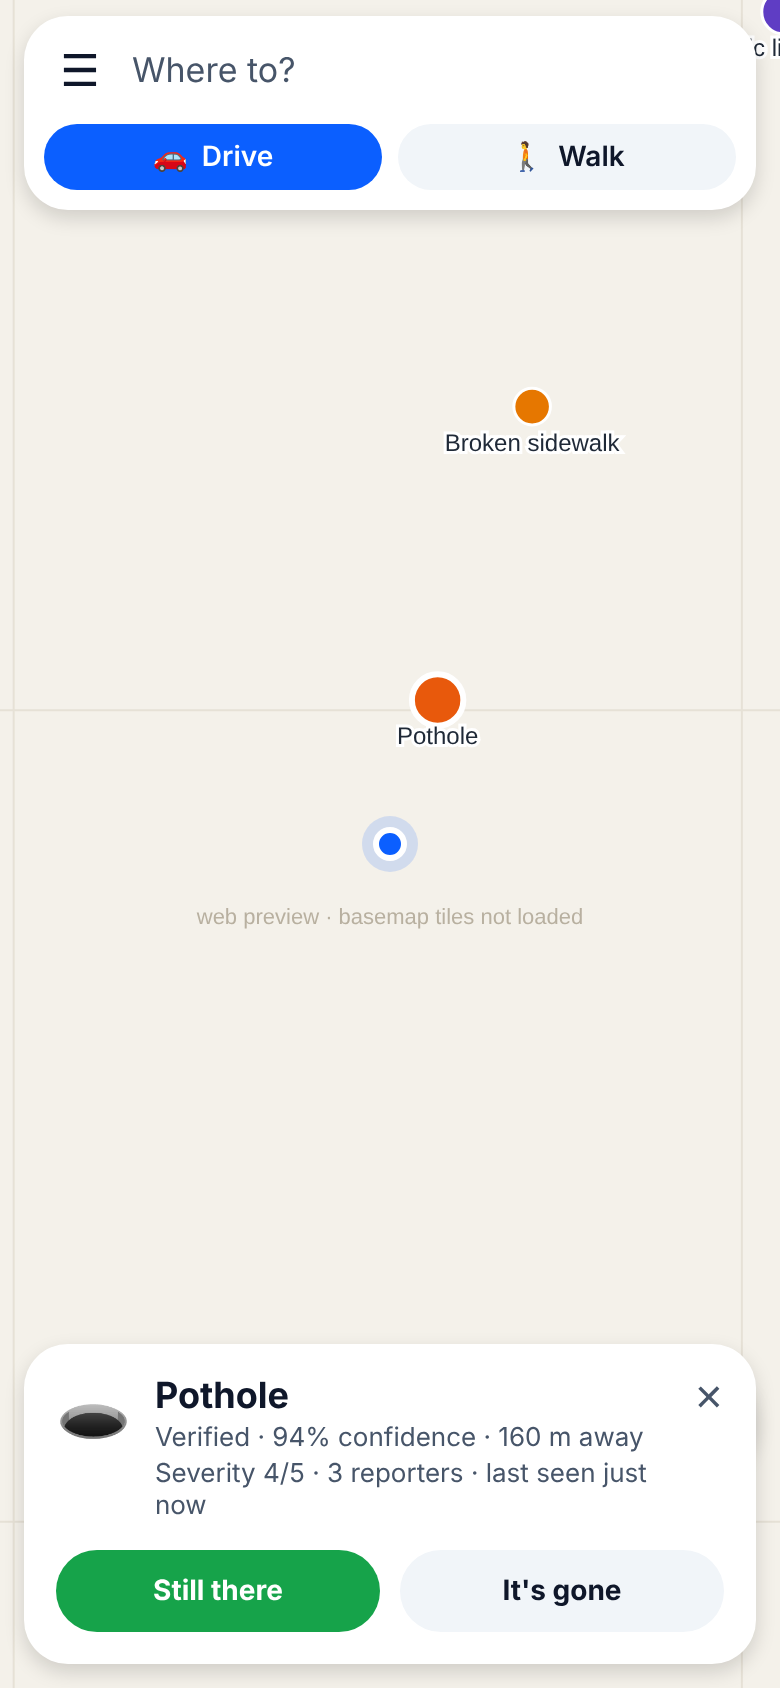 Where to?
Drive
Walk
Broken sidewalk
Pothole
web preview · basemap tiles not loaded
Pothole
Verified · 94% confidence · 160 m away
Severity 4/5 · 3 reporters · last seen just
now
Still there
It's gone